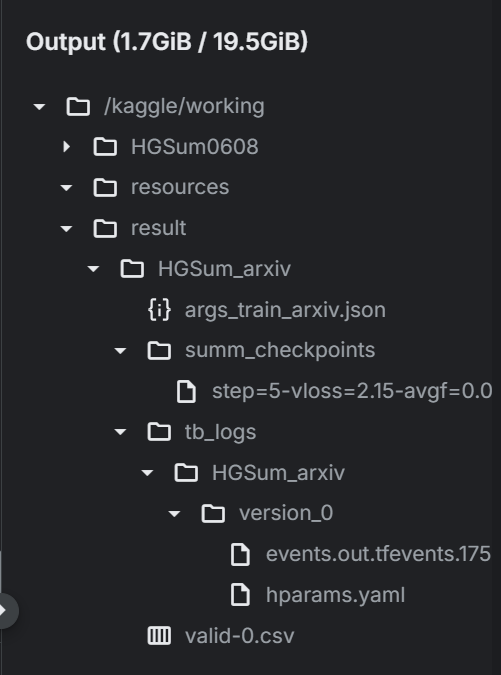 Output (1.7GiB / 19.5GiB)
/kaggle/working
HGSum0608
resources
result
HGSum_arxiv
args_train_arxiv.json
summ_checkpoints
step=5-vloss=2.15-avgf=0.0
tb_logs
HGSum_arxiv
version_0
events.out.tfevents.175
hparams.yaml
valid-0.csv